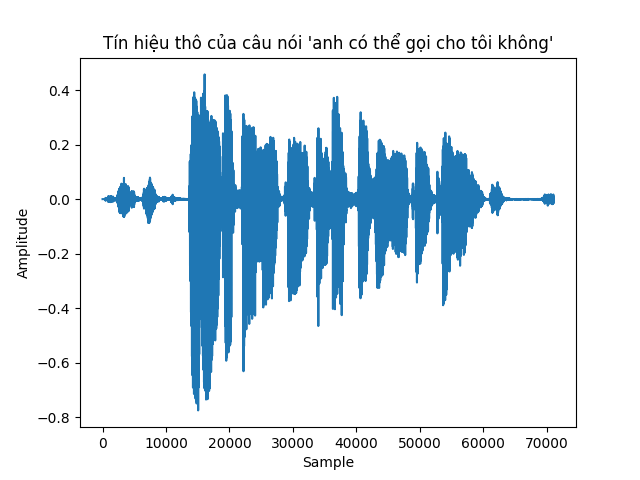 Tín hiệu thô của câu nói 'anh có thể gọi cho tôi không'
0.4
0.2
0.0
−0.2
−0.4
−0.6
−0.8
Amplitude
0 10000 20000 30000 40000 50000 60000 70000
Sample